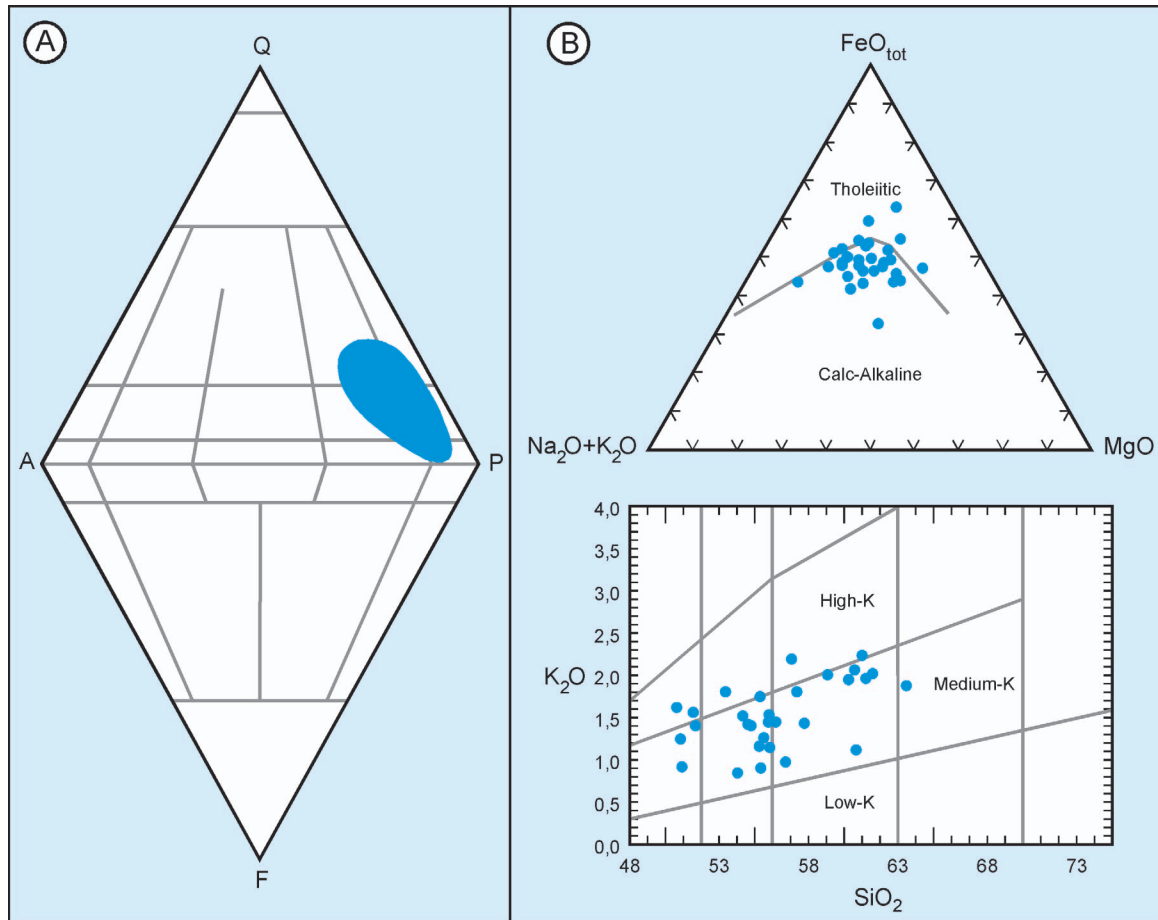 A
Q
A
P
F
B
FeOtot
Tholeiitic
Calc-Alkaline
Na2O+K2O
MgO
4,0
3,5
3,0
2,5
2,0
1,5
1,0
0,5
0,0
K2O
High-K
Medium-K
Low-K
48 53 58 63 68 73
SiO2